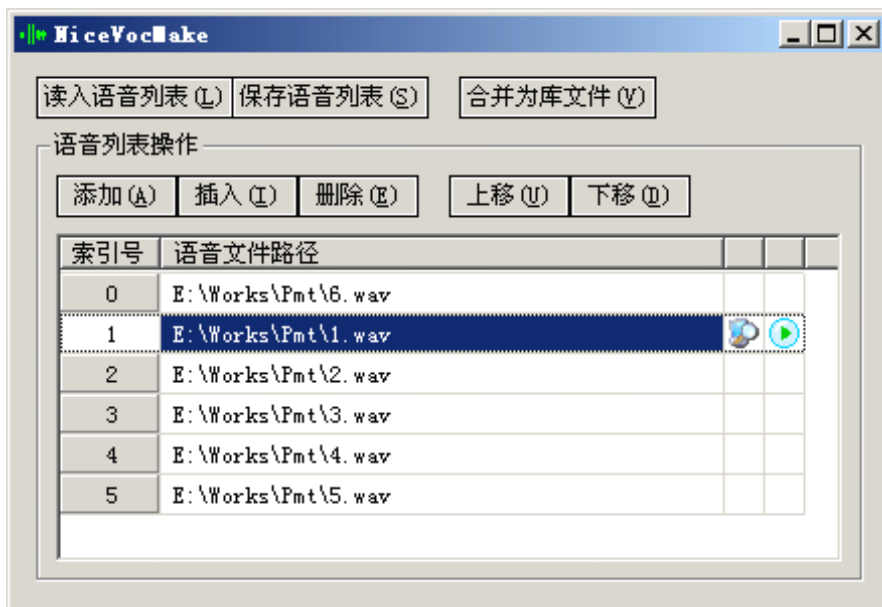 NiceVocMake
读入语音列表(L) 保存语音列表(S) 合并为库文件(V)
语音列表操作
添加(A) 插入(I) 删除(E) 上移(U) 下移(D)
索引号 语音文件路径
0 E:\Works\Pmt\6.wav
1 E:\Works\Pmt\1.wav
2 E:\Works\Pmt\2.wav
3 E:\Works\Pmt\3.wav
4 E:\Works\Pmt\4.wav
5 E:\Works\Pmt\5.wav